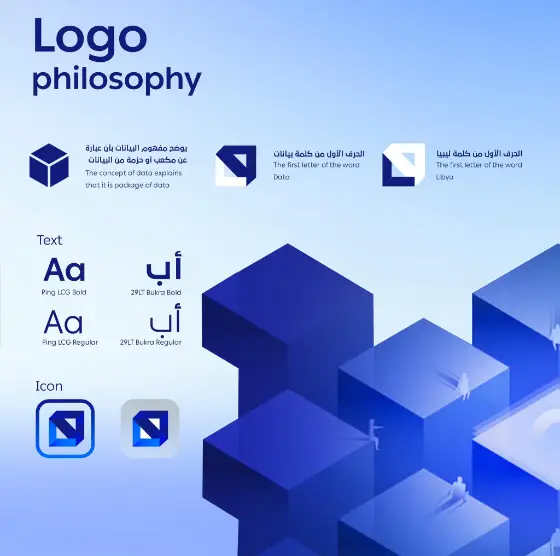 Logo
philosophy
يوضح مفهوم البيانات بأن عبارة
عن مكعب أو حزمة من البيانات
The concept of data explains
that it is package of data
الحرف الأول من كلمة بيانات
The first letter of the word
Data
الحرف الأول من كلمة ليبيا
The first letter of the word
Libya
Text
Aa
Ping LCG Bold
أب
29LT Bukra Bold
Aa
Ping LCG Regular
أب
29LT Bukra Regular
Icon